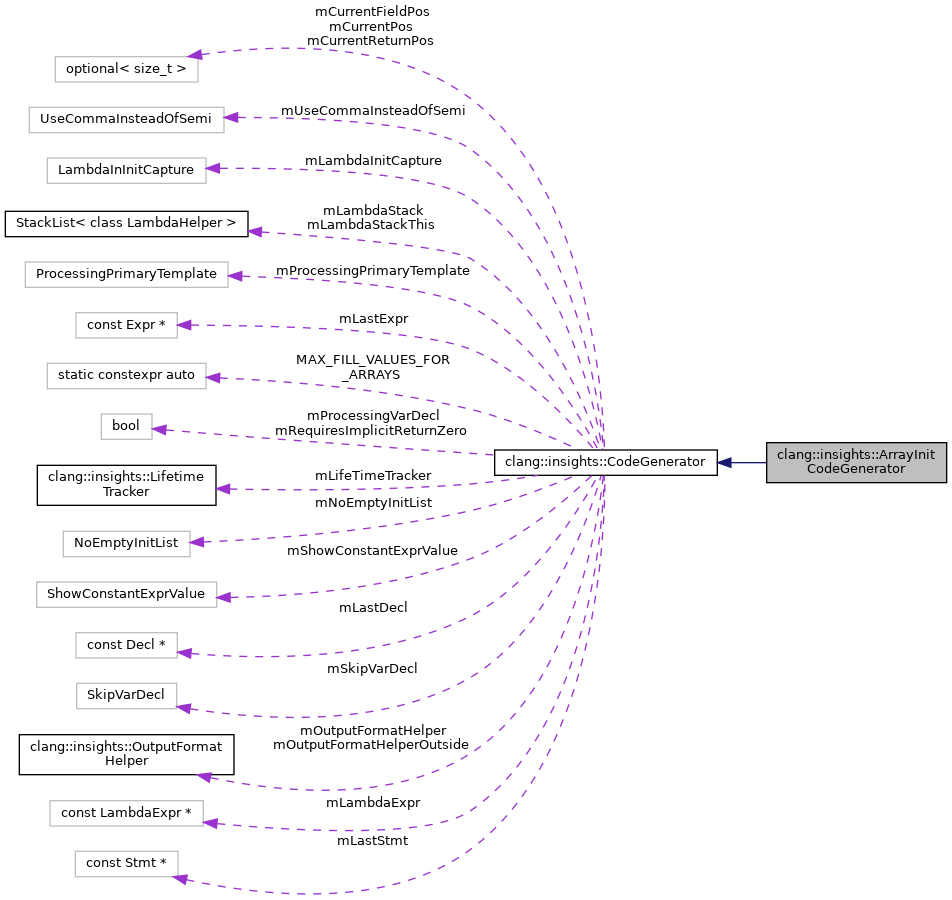 mCurrentFieldPos
mCurrentPos
mCurrentReturnPos
optional< size_t >
mUseCommaInsteadOfSemi
UseCommaInsteadOfSemi
mLambdaInitCapture
LambdaInInitCapture
mLambdaStack
mLambdaStackThis
StackList< class LambdaHelper >
mProcessingPrimaryTemplate
ProcessingPrimaryTemplate
mLastExpr
const Expr *
MAX_FILL_VALUES_FOR
_ARRAYS
static constexpr auto
mProcessingVarDecl
mRequiresImplicitReturnZero
bool
clang::insights::CodeGenerator
clang::insights::ArrayInit
CodeGenerator
mLifeTimeTracker
clang::insights::Lifetime
Tracker
mNoEmptyInitList
NoEmptyInitList
mShowConstantExprValue
ShowConstantExprValue
mLastDecl
const Decl *
mSkipVarDecl
SkipVarDecl
mOutputFormatHelper
mOutputFormatHelperOutside
clang::insights::OutputFormat
Helper
mLambdaExpr
const LambdaExpr *
mLastStmt
const Stmt *